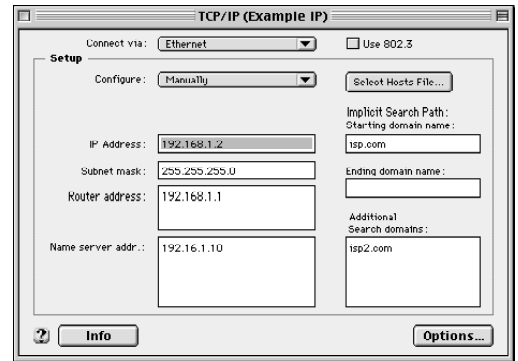 TCP/IP (Example IP)
Connect via: Ethernet
Use 802.3
Setup
Configure: Manually
Select Hosts File...
Implicit Search Path:
Starting domain name:
IP Address: 192.168.1.2
isp.com
Subnet mask: 255.255.255.0
Ending domain name:
Router address: 192.168.1.1
Additional
Search domains:
Name server addr.: 192.16.1.10
isp2.com
? Info
Options...